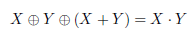 X ⊕ Y ⊕ (X + Y) = X · Y